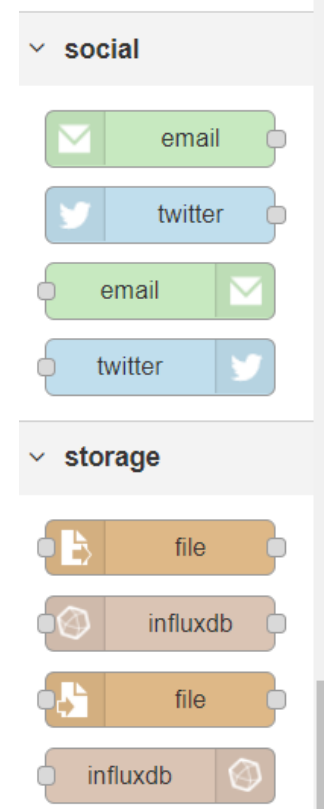 social
email
twitter
email
twitter
storage
file
influxdb
file
influxdb